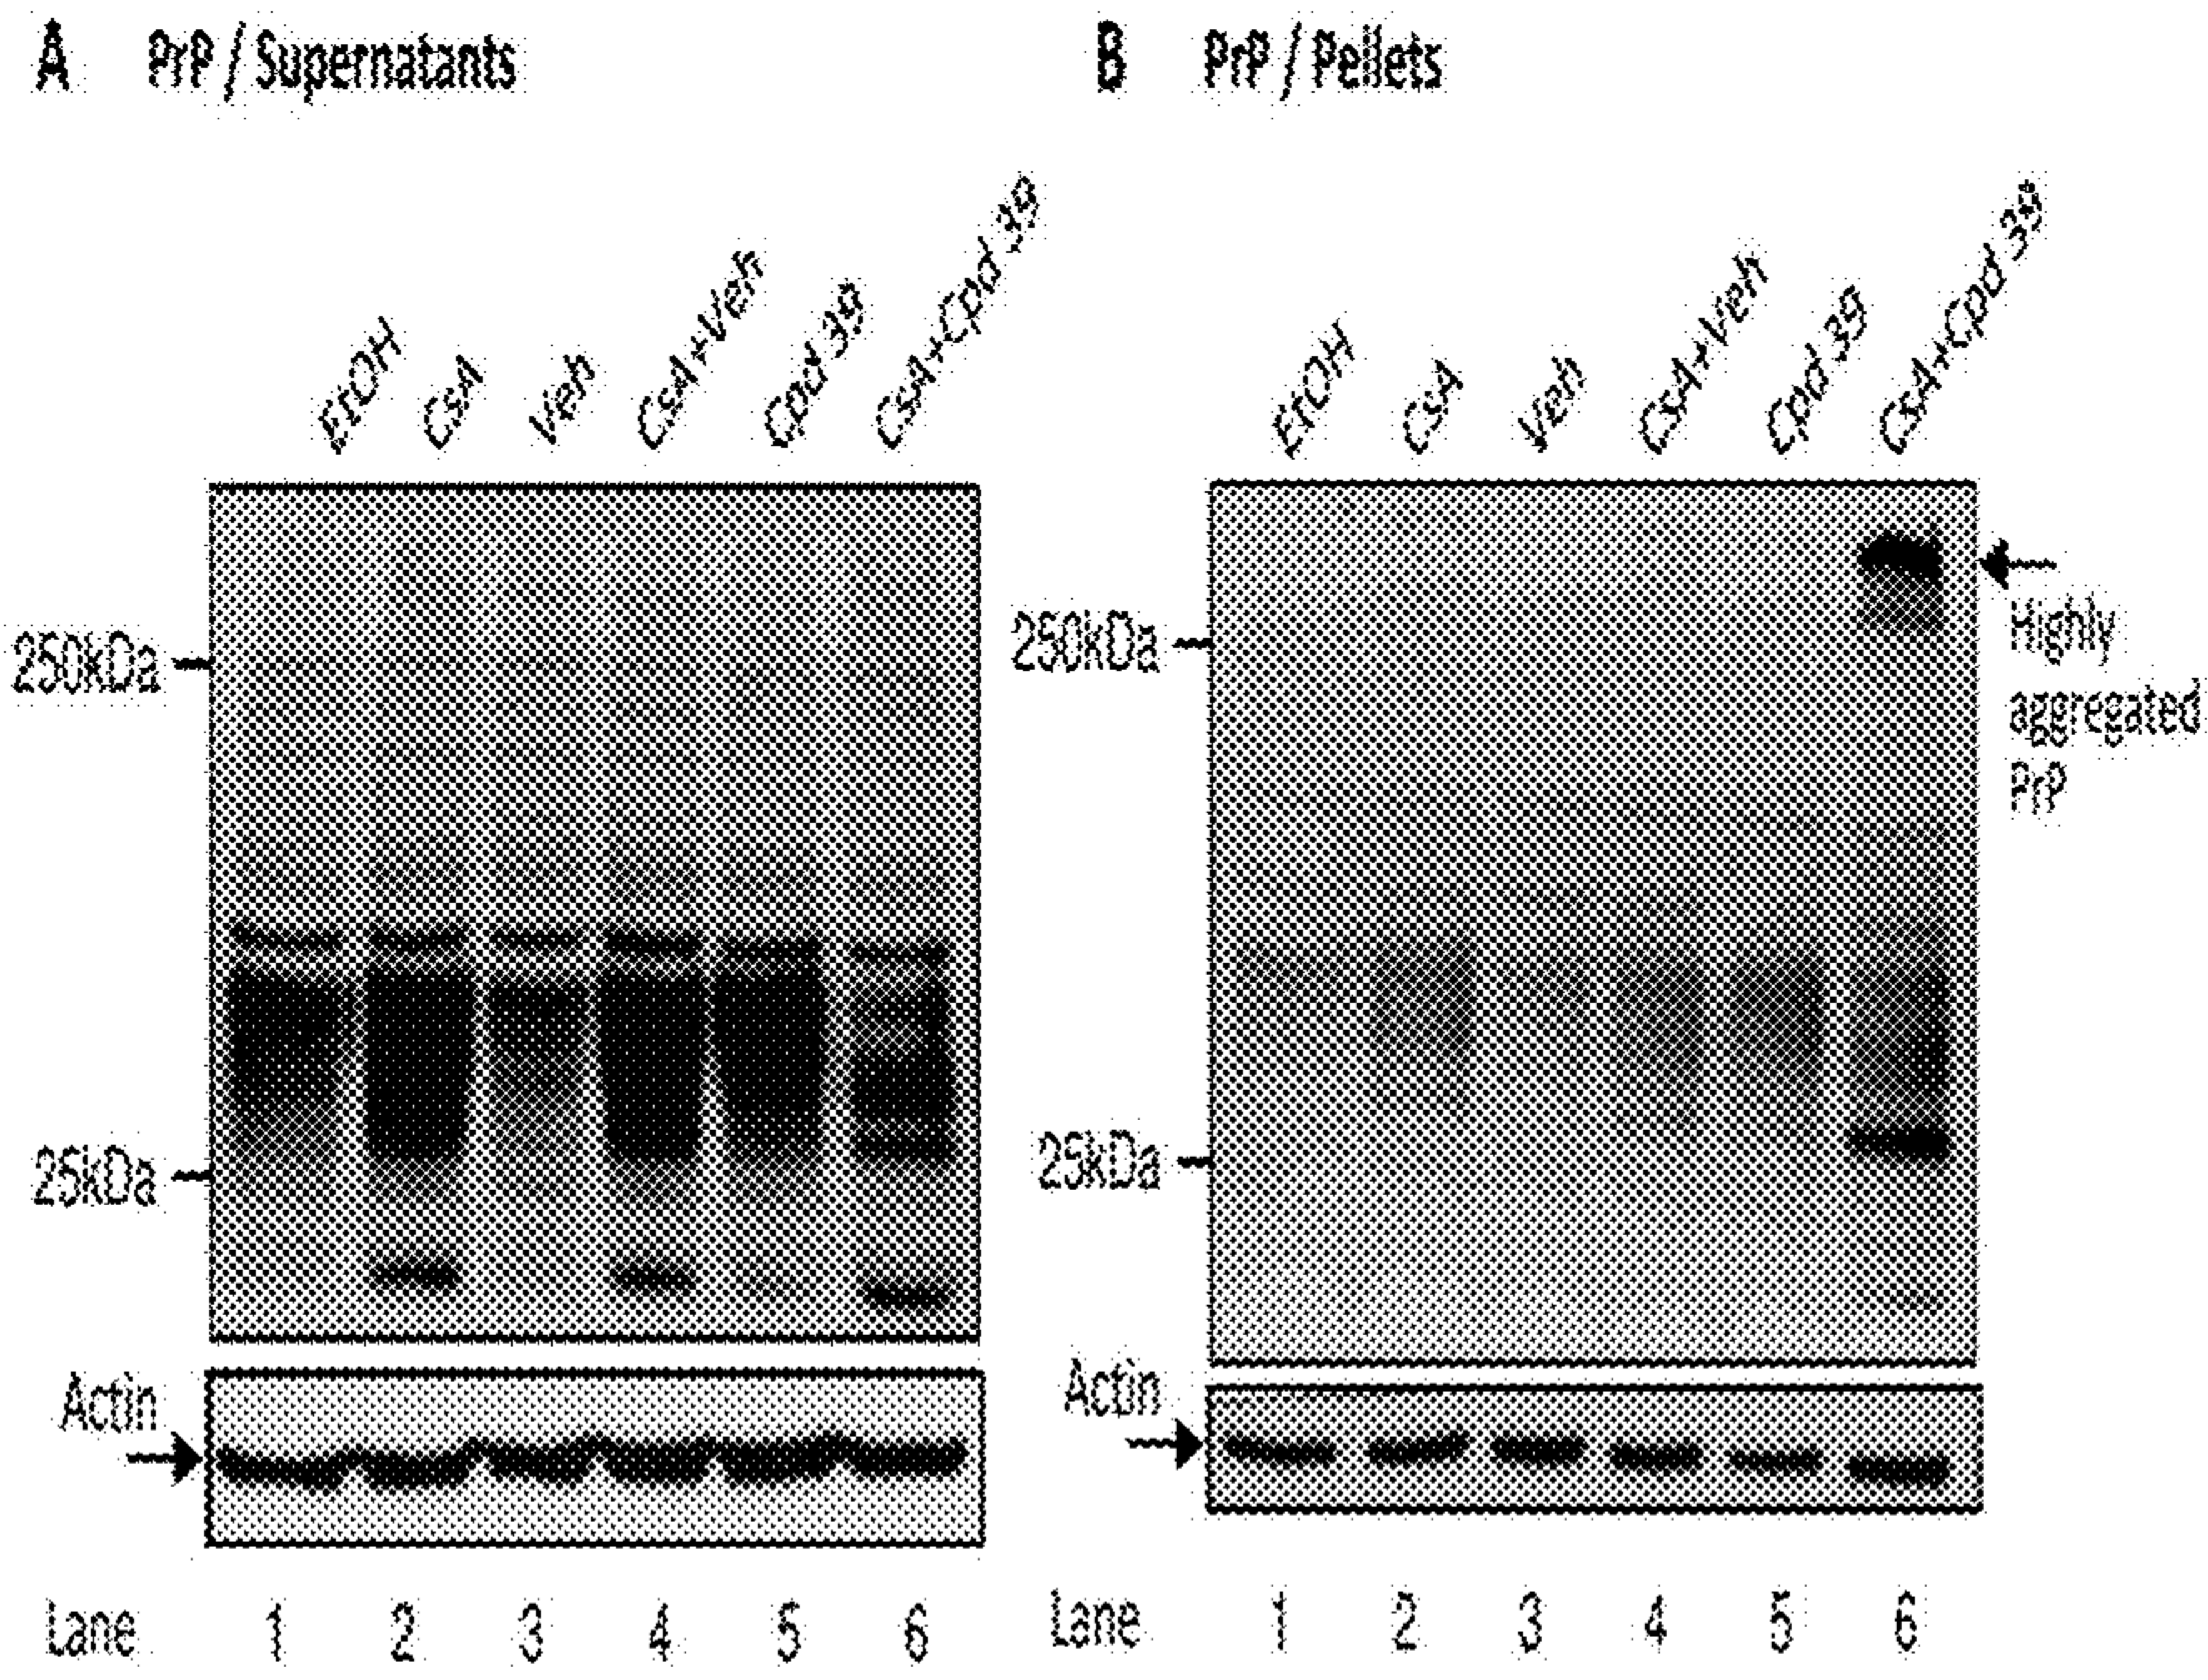 A PrP / Supernatants
EtOH
CsA
Veh
CsA+Veh
Cpd 39
CsA+Cpd 39
250kDa
25kDa
Actin
Lane 1 2 3 4 5 6
B PrP / Pellets
EtOH
CsA
Veh
CsA+Veh
Cpd 39
CsA+Cpd 39
250kDa
25kDa
Highly
aggregated
PrP
Actin
Lane 1 2 3 4 5 6